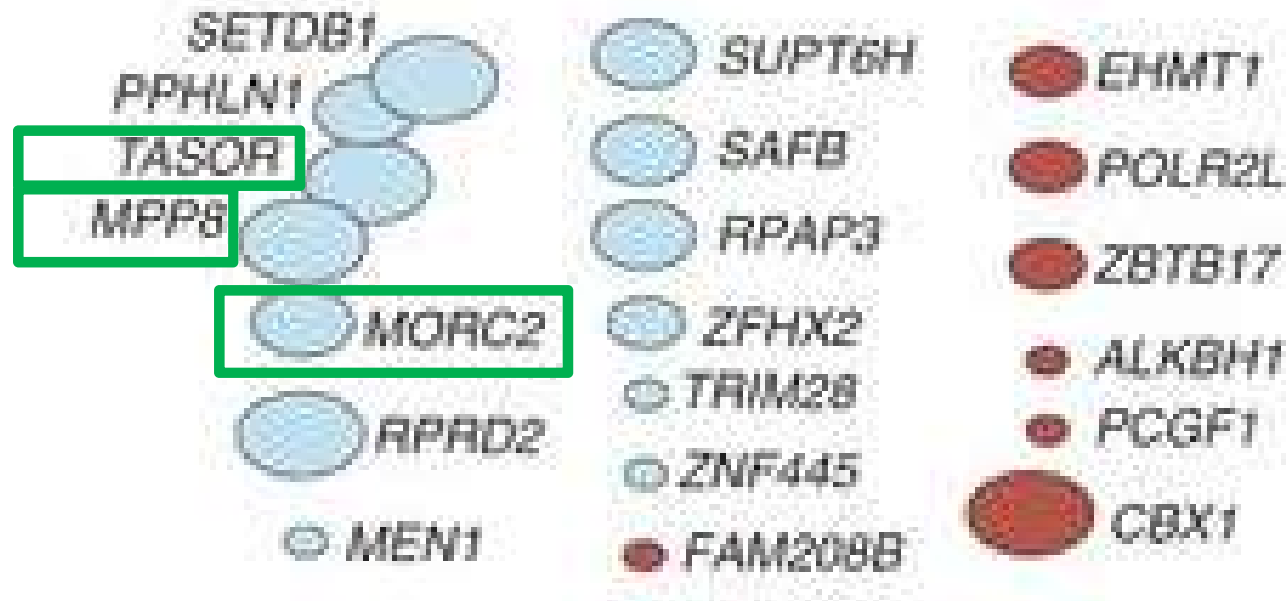 SETDB1
PPHLN1
TASOR
MPP8
MORC2
RPRD2
MEN1
SUPT6H
SAFB
RPAP3
ZFHX2
TRIM28
ZNF445
FAM208B
EHMT1
POLR2L
ZBTB17
ALKBH1
PCGF1
CBX1